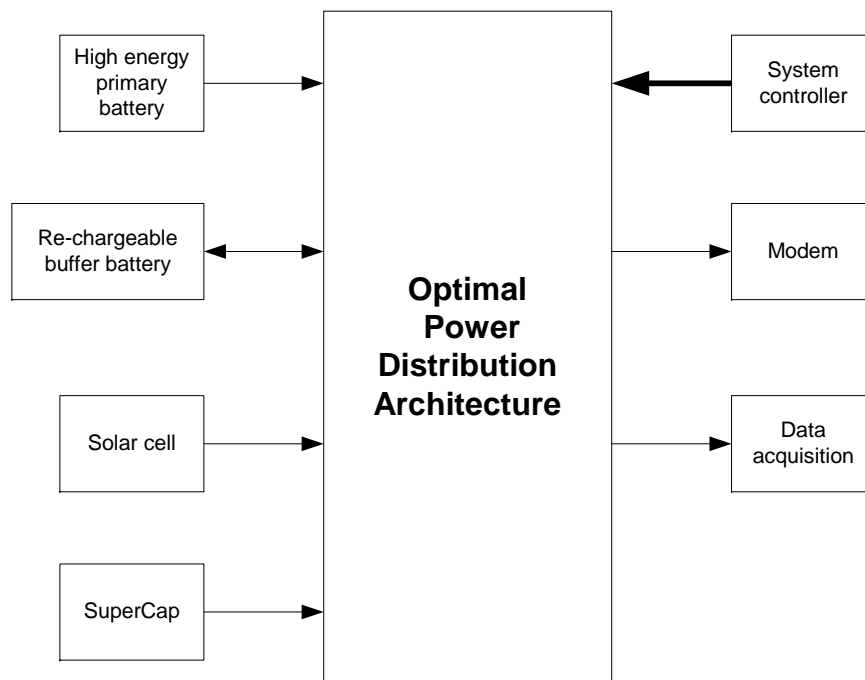 High energy
primary
battery
Re-chargeable
buffer battery
Solar cell
SuperCap
Optimal
Power
Distribution
Architecture
System
controller
Modem
Data
acquisition